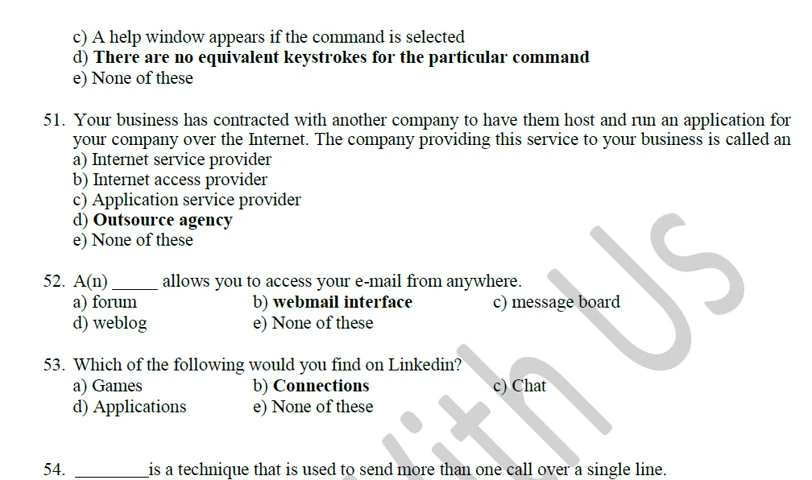 c) A help window appears if the command is selected
d) There are no equivalent keystrokes for the particular command
e) None of these
51. Your business has contracted with another company to have them host and run an application for
your company over the Internet. The company providing this service to your business is called an
a) Internet service provider
b) Internet access provider
c) Application service provider
d) Outsource agency
e) None of these
52. A(n) _____ allows you to access your e-mail from anywhere.
a) forum b) webmail interface c) message board
d) weblog e) None of these
53. Which of the following would you find on Linkedin?
a) Games b) Connections c) Chat
d) Applications e) None of these
54. ________is a technique that is used to send more than one call over a single line.
With Us